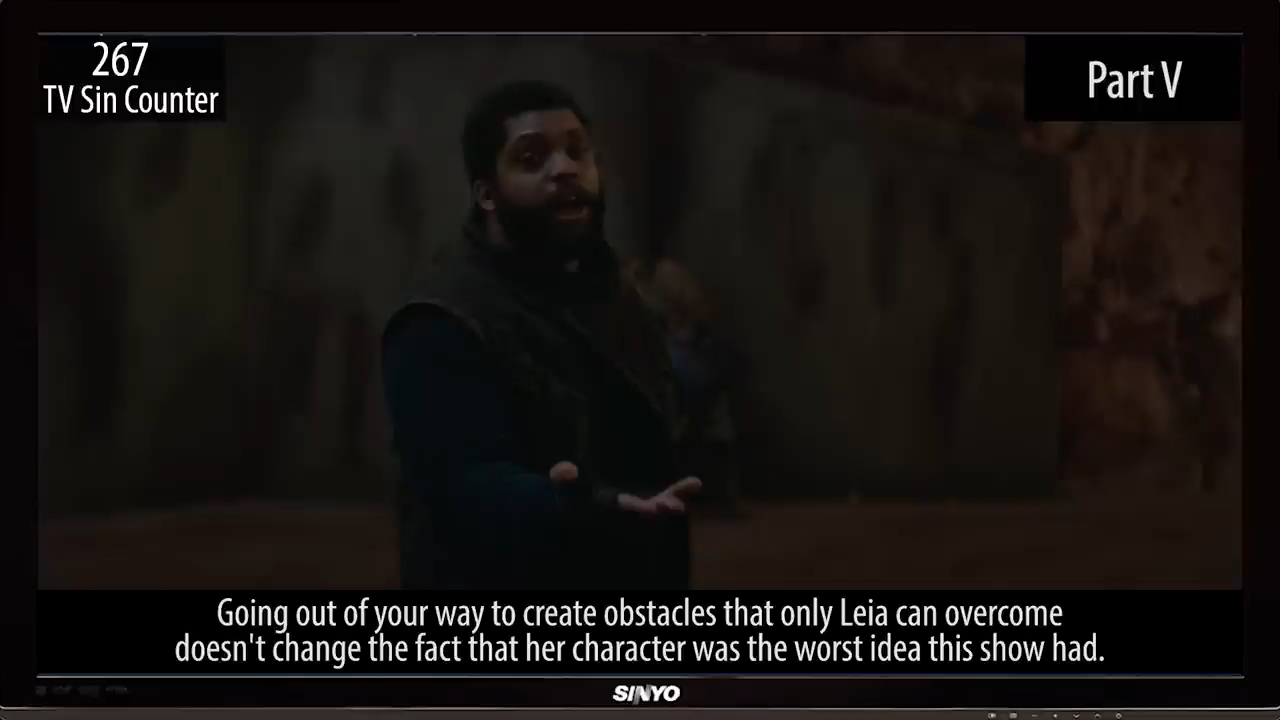 267
TV Sin Counter
Part V
Going out of your way to create obstacles that only Leia can overcome
doesn't change the fact that her character was the worst idea this show had.
SINYO